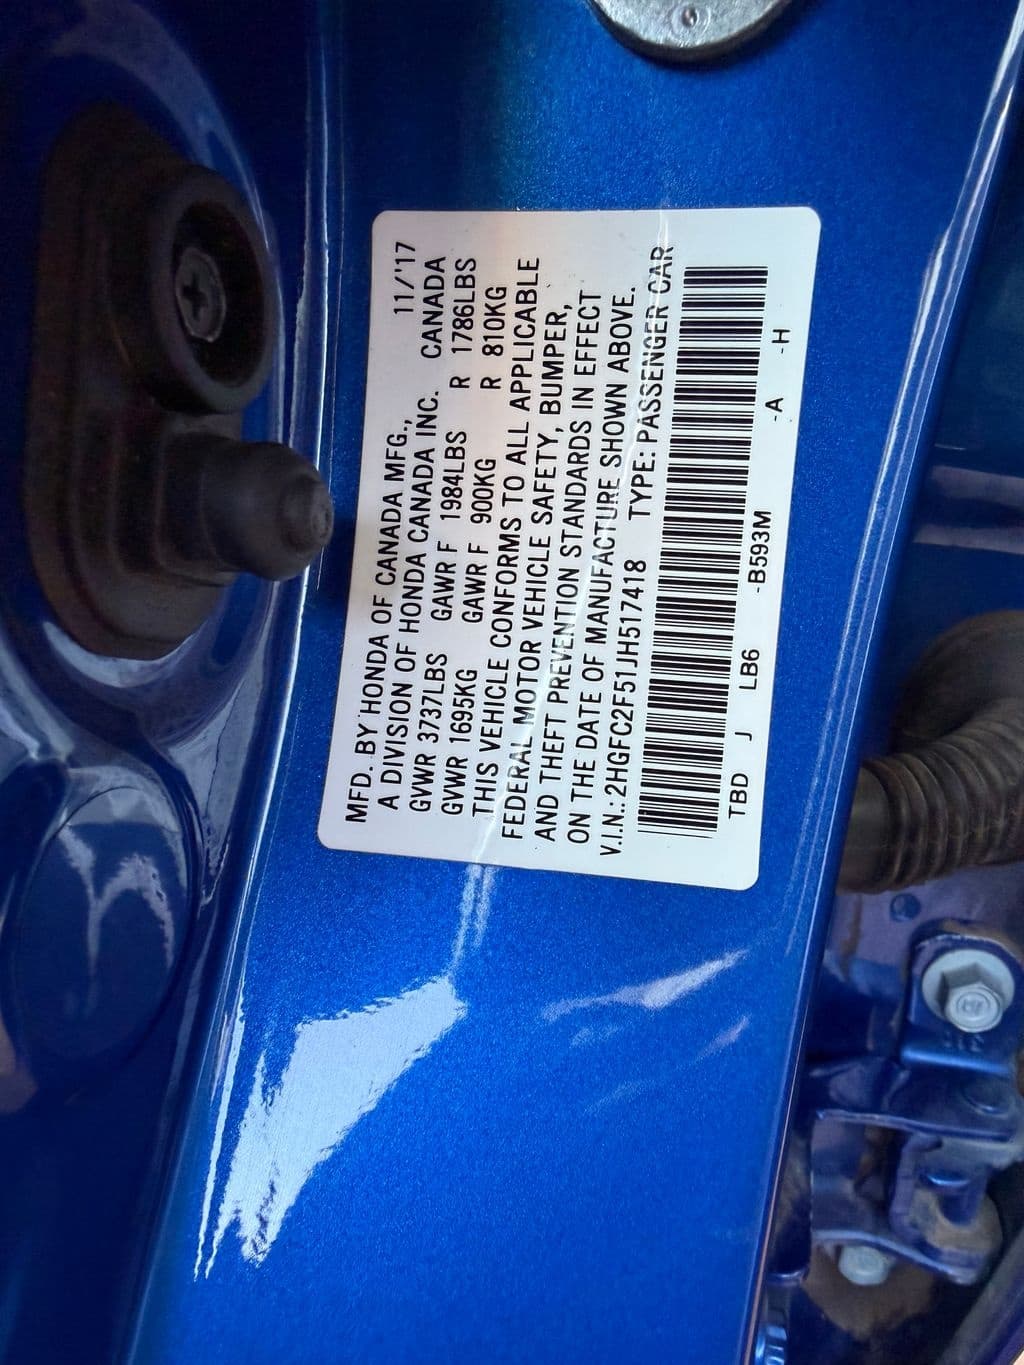 MFD. BY HONDA OF CANADA MFG., 11/'17
A DIVISION OF HONDA CANADA INC. CANADA
GVWR 3737LBS GAWR F 1984LBS R 1786LBS
GVWR 1695KG GAWR F 900KG R 810KG
THIS VEHICLE CONFORMS TO ALL APPLICABLE
FEDERAL MOTOR VEHICLE SAFETY, BUMPER,
AND THEFT PREVENTION STANDARDS IN EFFECT
ON THE DATE OF MANUFACTURE SHOWN ABOVE.
V.I.N.: 2HGFC2F51JH517418 TYPE: PASSENGER CAR
TBD J LB6 -B593M -A -H